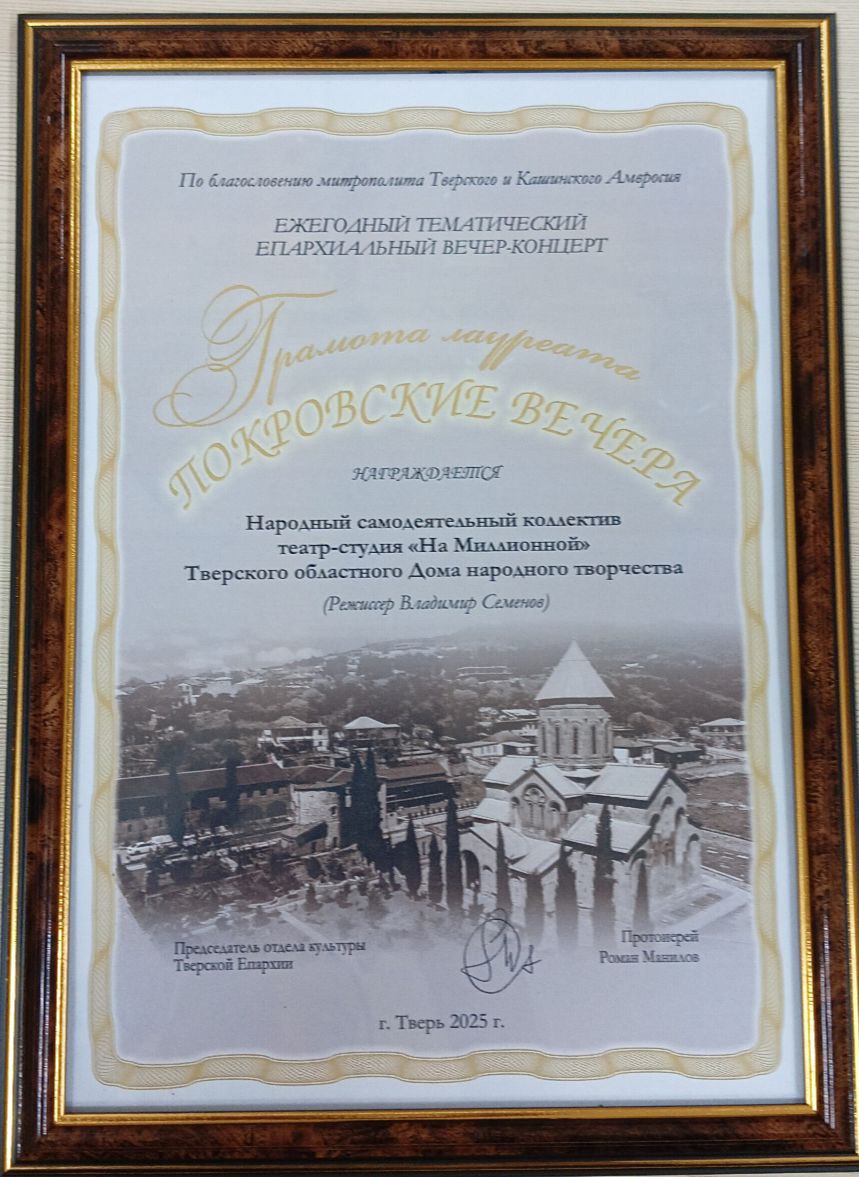 По благословению митрополита Тверского и Кашинского Амвросия
ЕЖЕГОДНЫЙ ТЕМАТИЧЕСКИЙ
ЕПАРХИАЛЬНЫЙ ВЕЧЕР-КОНЦЕРТ
Грамота лауреата
ПОКРОВСКИЕ ВЕЧЕРА
НАГРАЖДАЕТСЯ
Народный самодеятельный коллектив
театр-студия «На Миллионной»
Тверского областного Дома народного творчества
(Режиссер Владимир Семенов)
Председатель отдела культуры
Тверской Епархии
Протоиерей
Роман Манилов
г. Тверь 2025 г.